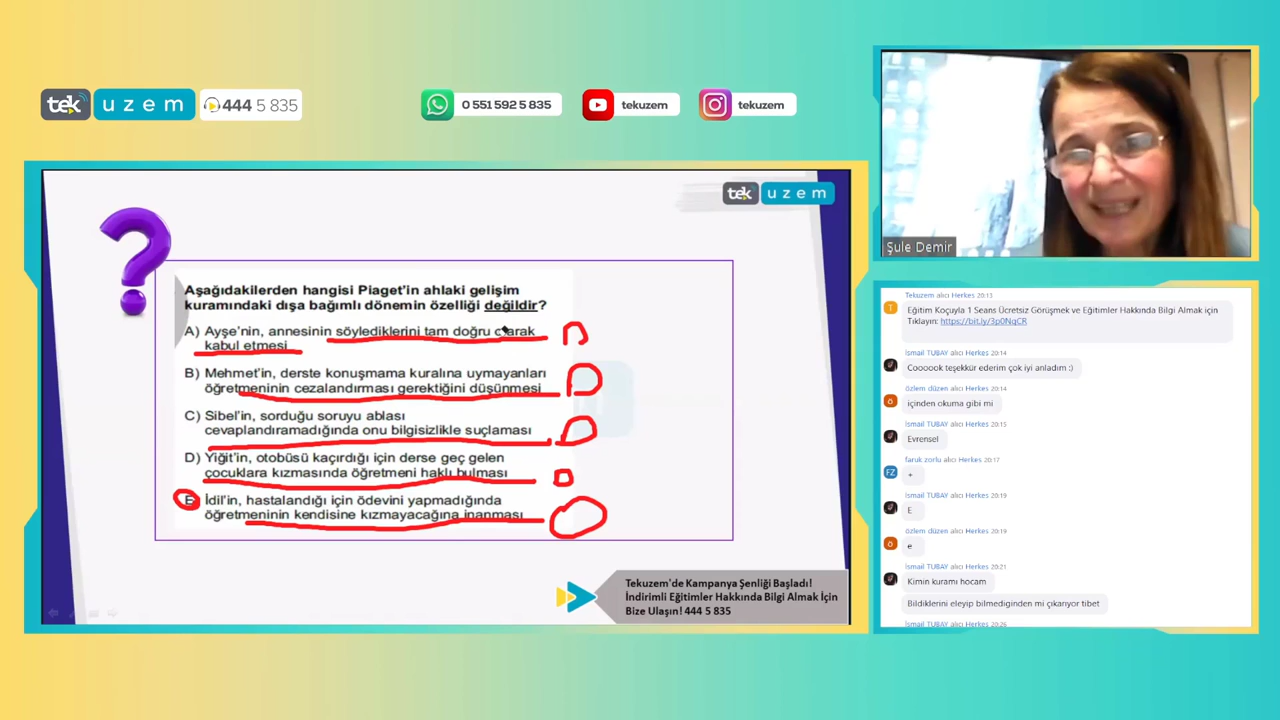 tek uzem 444 5 835
0 551 592 5 835
tekuzem
tekuzem
tek uzem
Aşağıdakilerden hangisi Piaget'in ahlaki gelişim
kuramındaki dışa bağımlı dönemin özelliği değildir?
A) Ayşe'nin, annesinin söylediklerini tam doğru olarak
kabul etmesi
B) Mehmet'in, derste konuşmama kuralına uymayanları
öğretmeninin cezalandırması gerektiğini düşünmesi
C) Sibel'in, sorduğu soruyu ablası
cevaplandıramadığında onu bilgisizlikle suçlaması
D) Yiğit'in, otobüsü kaçırdığı için derse geç gelen
çocuklara kızmasında öğretmeni haklı bulması
E) İdil'in, hastalandığı için ödevini yapmadığında
öğretmeninin kendisine kızmayacağına inanması
Tekuzem'de Kampanya Şenliği Başladı!
İndirimli Eğitimler Hakkında Bilgi Almak İçin
Bize Ulaşın! 444 5 835
Şule Demir
Tekuzem alıcı Herkes 20:13
T
Eğitim Koçuyla 1 Seans Ücretsiz Görüşmek ve Eğitimler Hakkında Bilgi Almak için
Tıklayın: https://bit.ly/3p0NqCR
İsmail TUBAY alıcı Herkes 20:14
Coooook teşekkür ederim çok iyi anladım :)
özlem düzen alıcı Herkes 20:14
ö
içinden okuma gibi mi
İsmail TUBAY alıcı Herkes 20:15
Evrensel
faruk zorlu alıcı Herkes 20:17
FZ
+
İsmail TUBAY alıcı Herkes 20:19
E
özlem düzen alıcı Herkes 20:19
ö
e
İsmail TUBAY alıcı Herkes 20:21
Kimin kuramı hocam
Bildiklerini eleyip bilmediginden mi çıkarıyor tibet
İsmail TUBAY alıcı Herkes 20:26